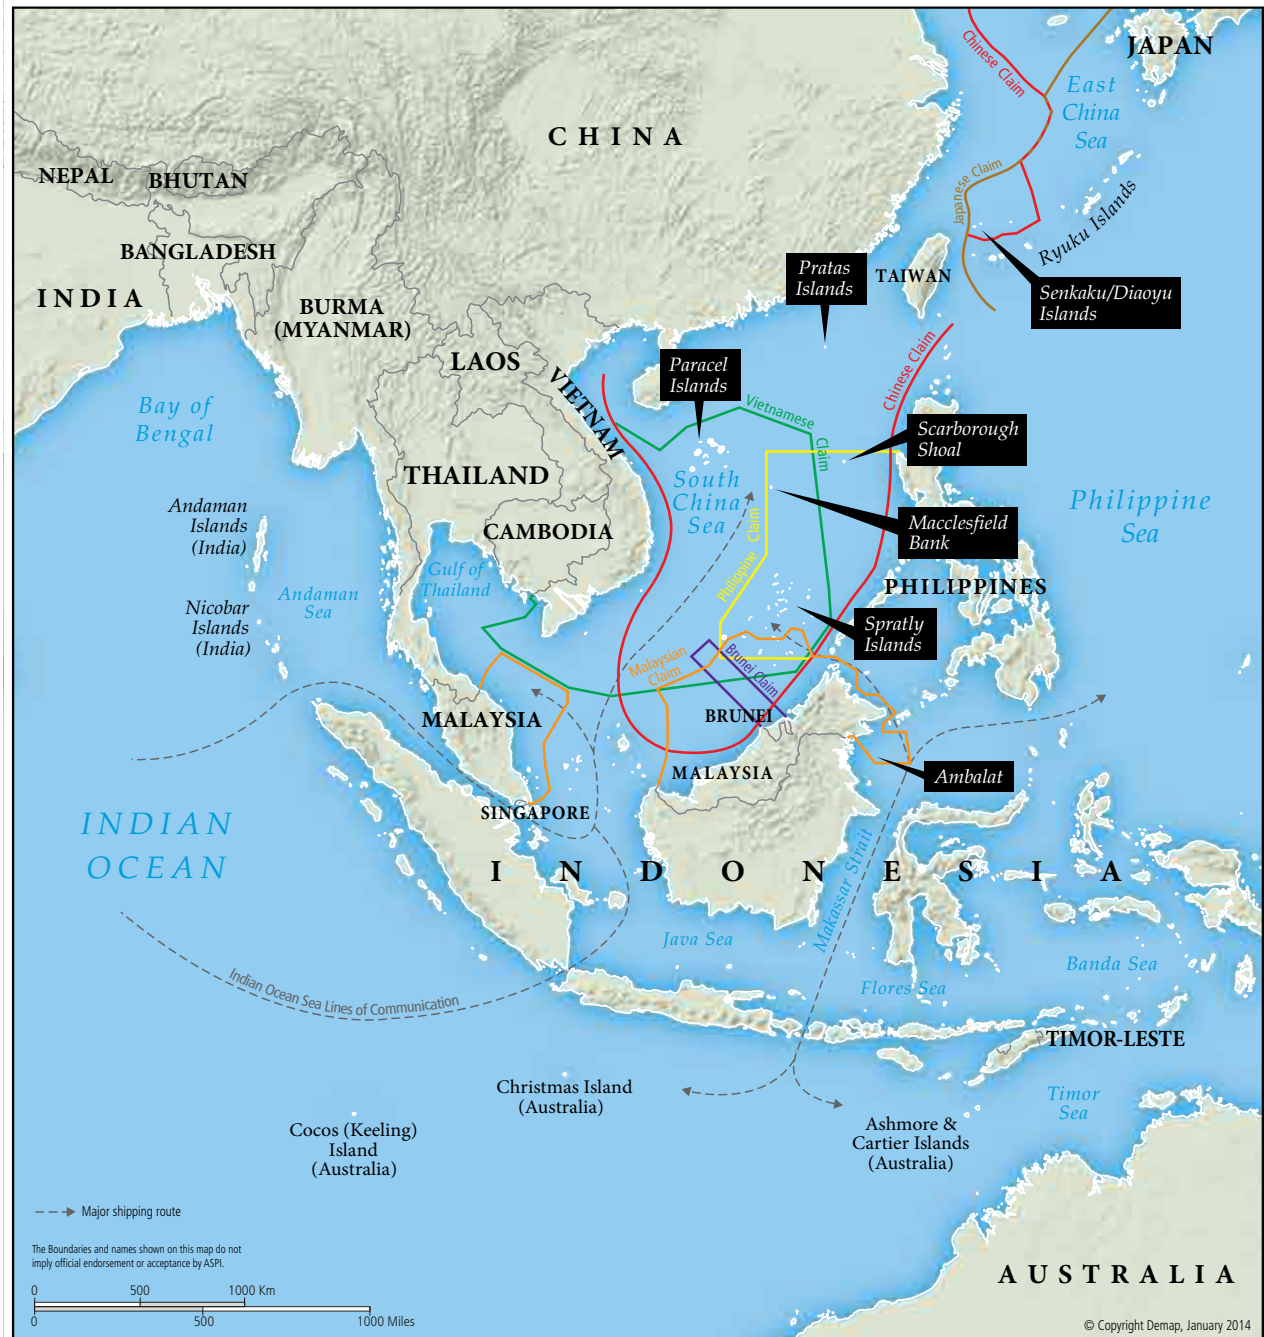 JAPAN
Chinese Claim
East
China
Sea
CHINA
NEPAL
BHUTAN
Japanese Claim
Ryuku Islands
BANGLADESH
Pratas
Islands
TAIWAN
Senkaku/Diaoyu
Islands
INDIA
BURMA
(MYANMAR)
LAOS
VIETNAM
Paracel
Islands
Chinese Claim
Bay of
Bengal
Vietnamese
Claim
Scarborough
Shoal
THAILAND
South
China
Sea
Philippine
Sea
Andaman
Islands
(India)
CAMBODIA
Macclesfield
Bank
Philippine Claim
Gulf of
Thailand
Andaman
Sea
PHILIPPINES
Nicobar
Islands
(India)
Spratly
Islands
Malaysian
Claim
Brunei Claim
MALAYSIA
BRUNEI
MALAYSIA
Ambalat
SINGAPORE
INDIAN
OCEAN
INDONESIA
Makassar Strait
Java Sea
Banda Sea
Flores Sea
Indian Ocean Sea Lines of Communication
TIMOR-LESTE
Christmas Island
(Australia)
Timor
Sea
Cocos (Keeling)
Island
(Australia)
Ashmore &
Cartier Islands
(Australia)
Major shipping route
The Boundaries and names shown on this map do not
imply official endorsement or acceptance by ASPI.
AUSTRALIA
0 500 1000 Km
0 500 1000 Miles
© Copyright Demap, January 2014